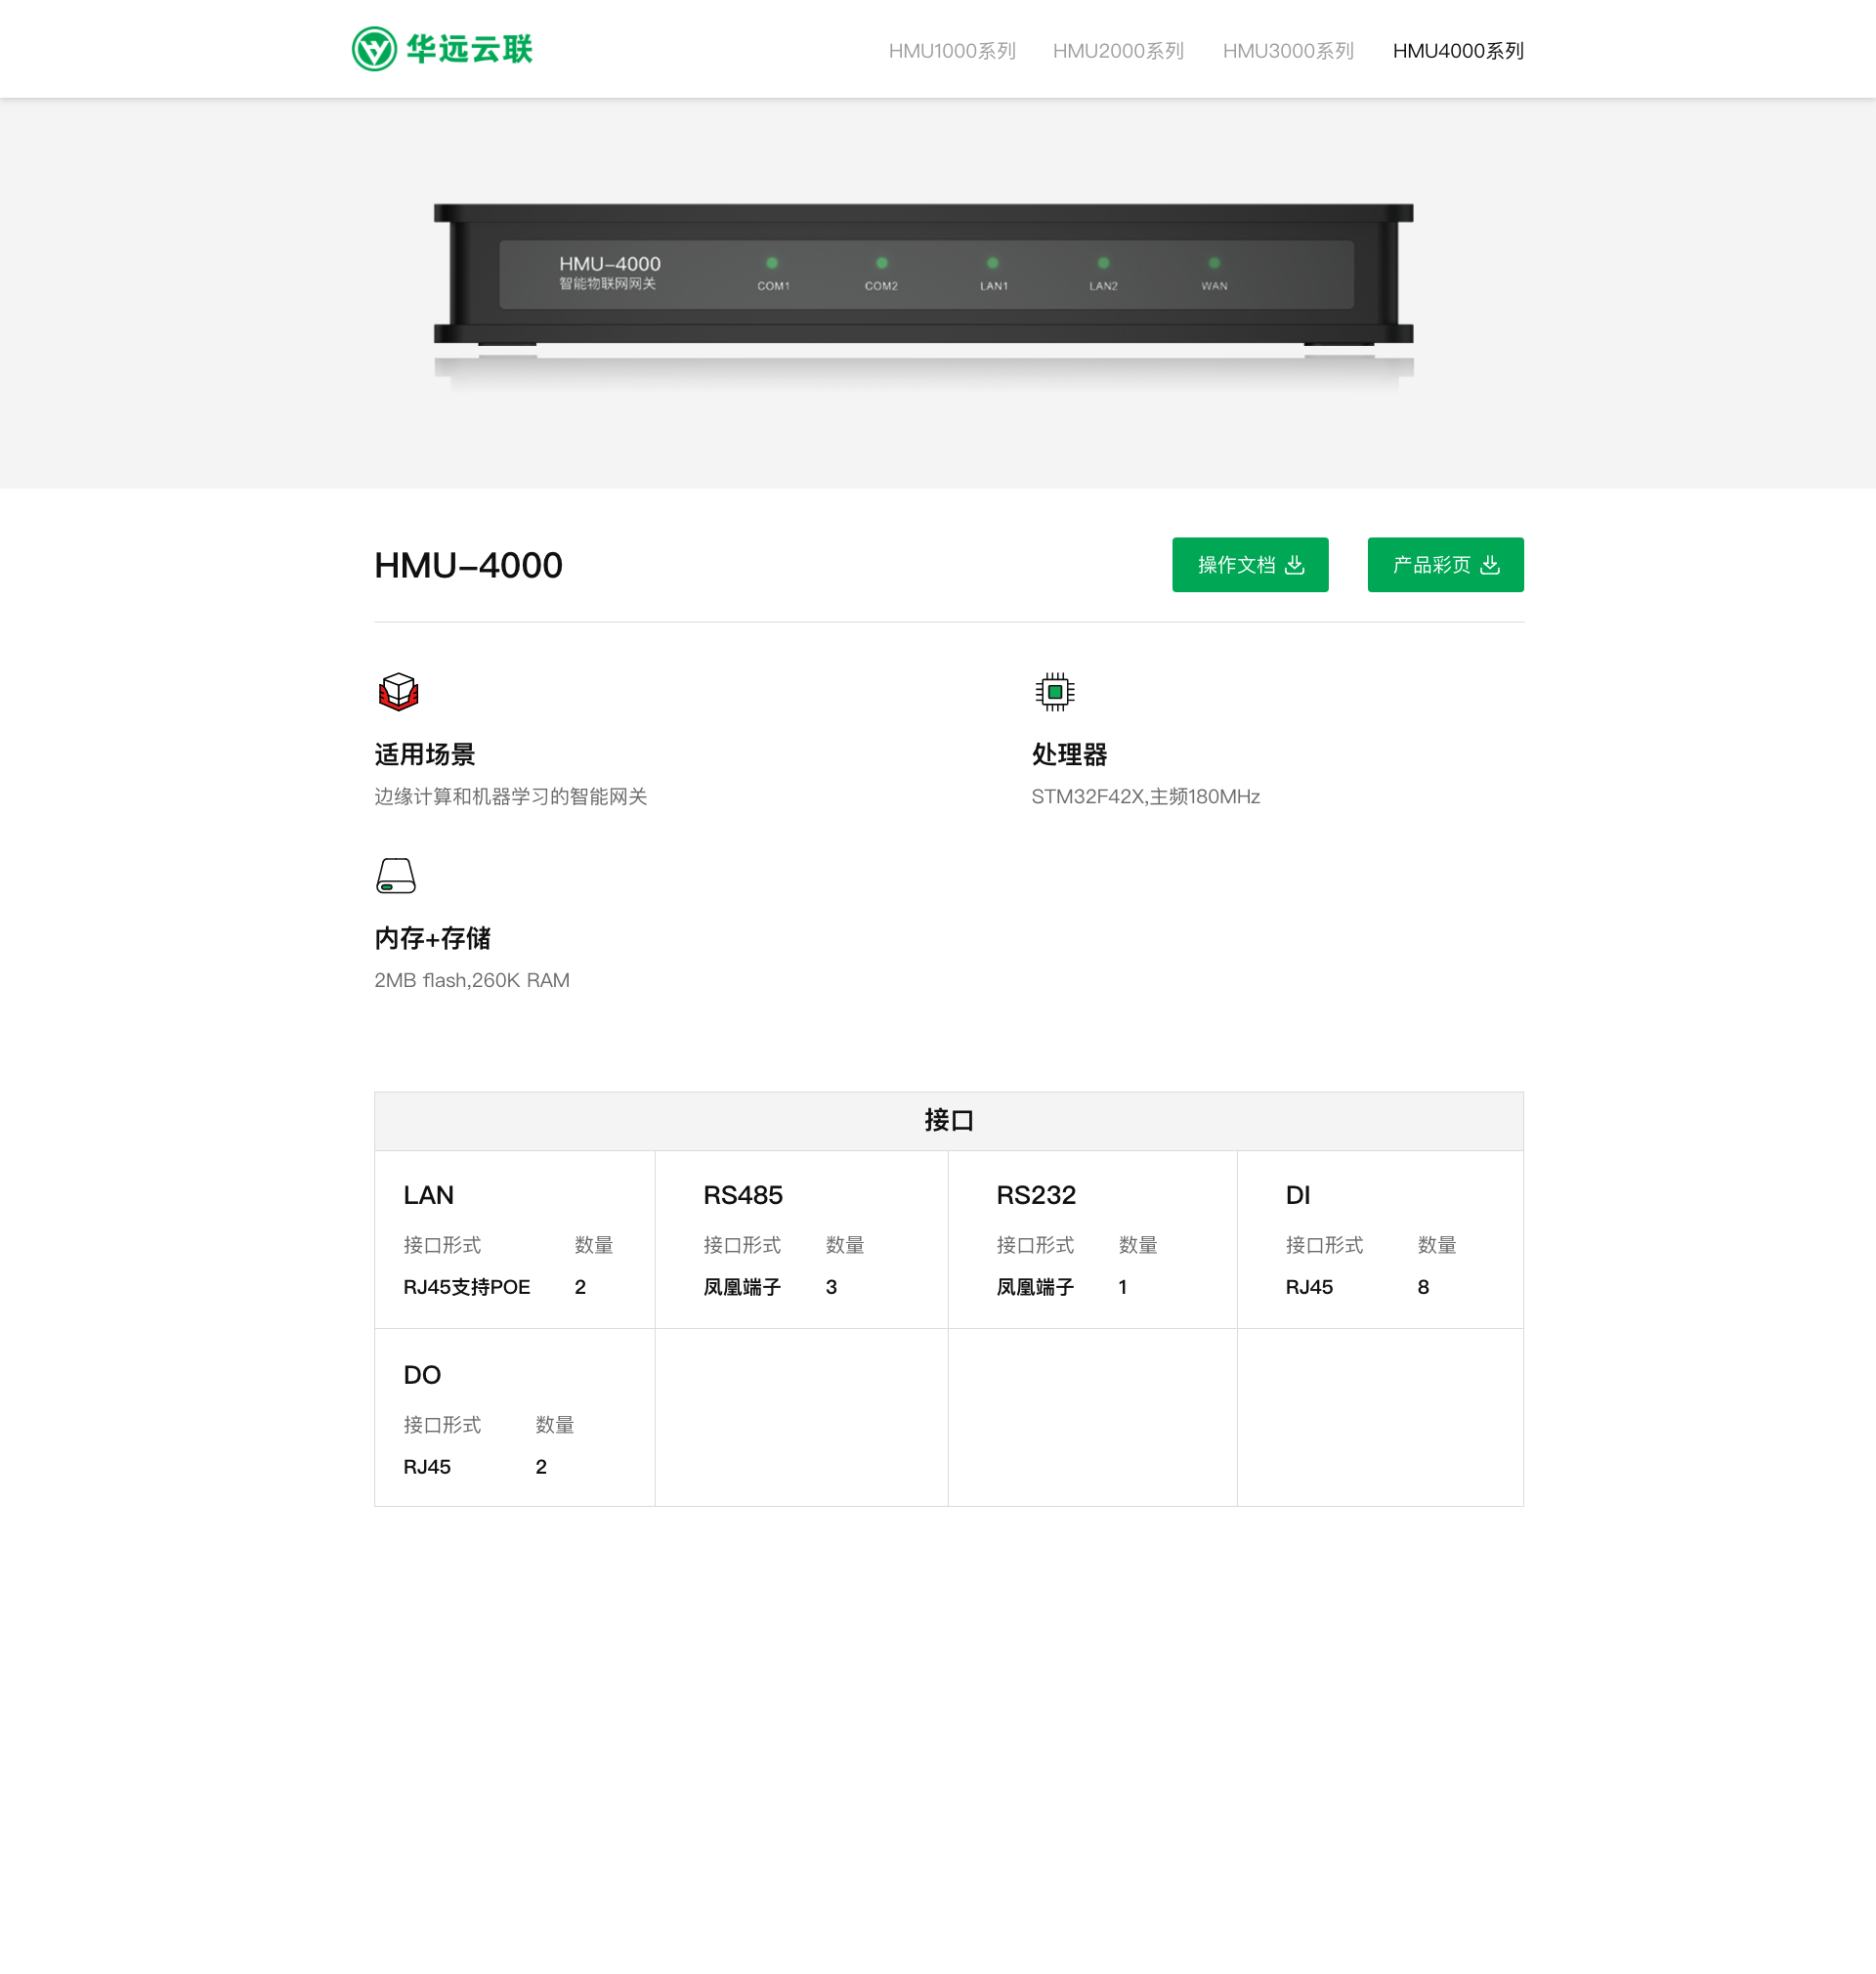 华远云联
HMU1000系列 HMU2000系列 HMU3000系列 HMU4000系列
HMU-4000
智能物联网网关
COM1 COM2 LAN1 LAN2 WAN
HMU-4000
操作文档 产品彩页
适用场景 处理器
边缘计算和机器学习的智能网关 STM32F42X,主频180MHz
内存+存储
2MB flash,260K RAM
接口
LAN RS485 RS232 DI
接口形式 数量 接口形式 数量 接口形式 数量 接口形式 数量
RJ45支持POE 2 凤凰端子 3 凤凰端子 1 RJ45 8
DO
接口形式 数量
RJ45 2